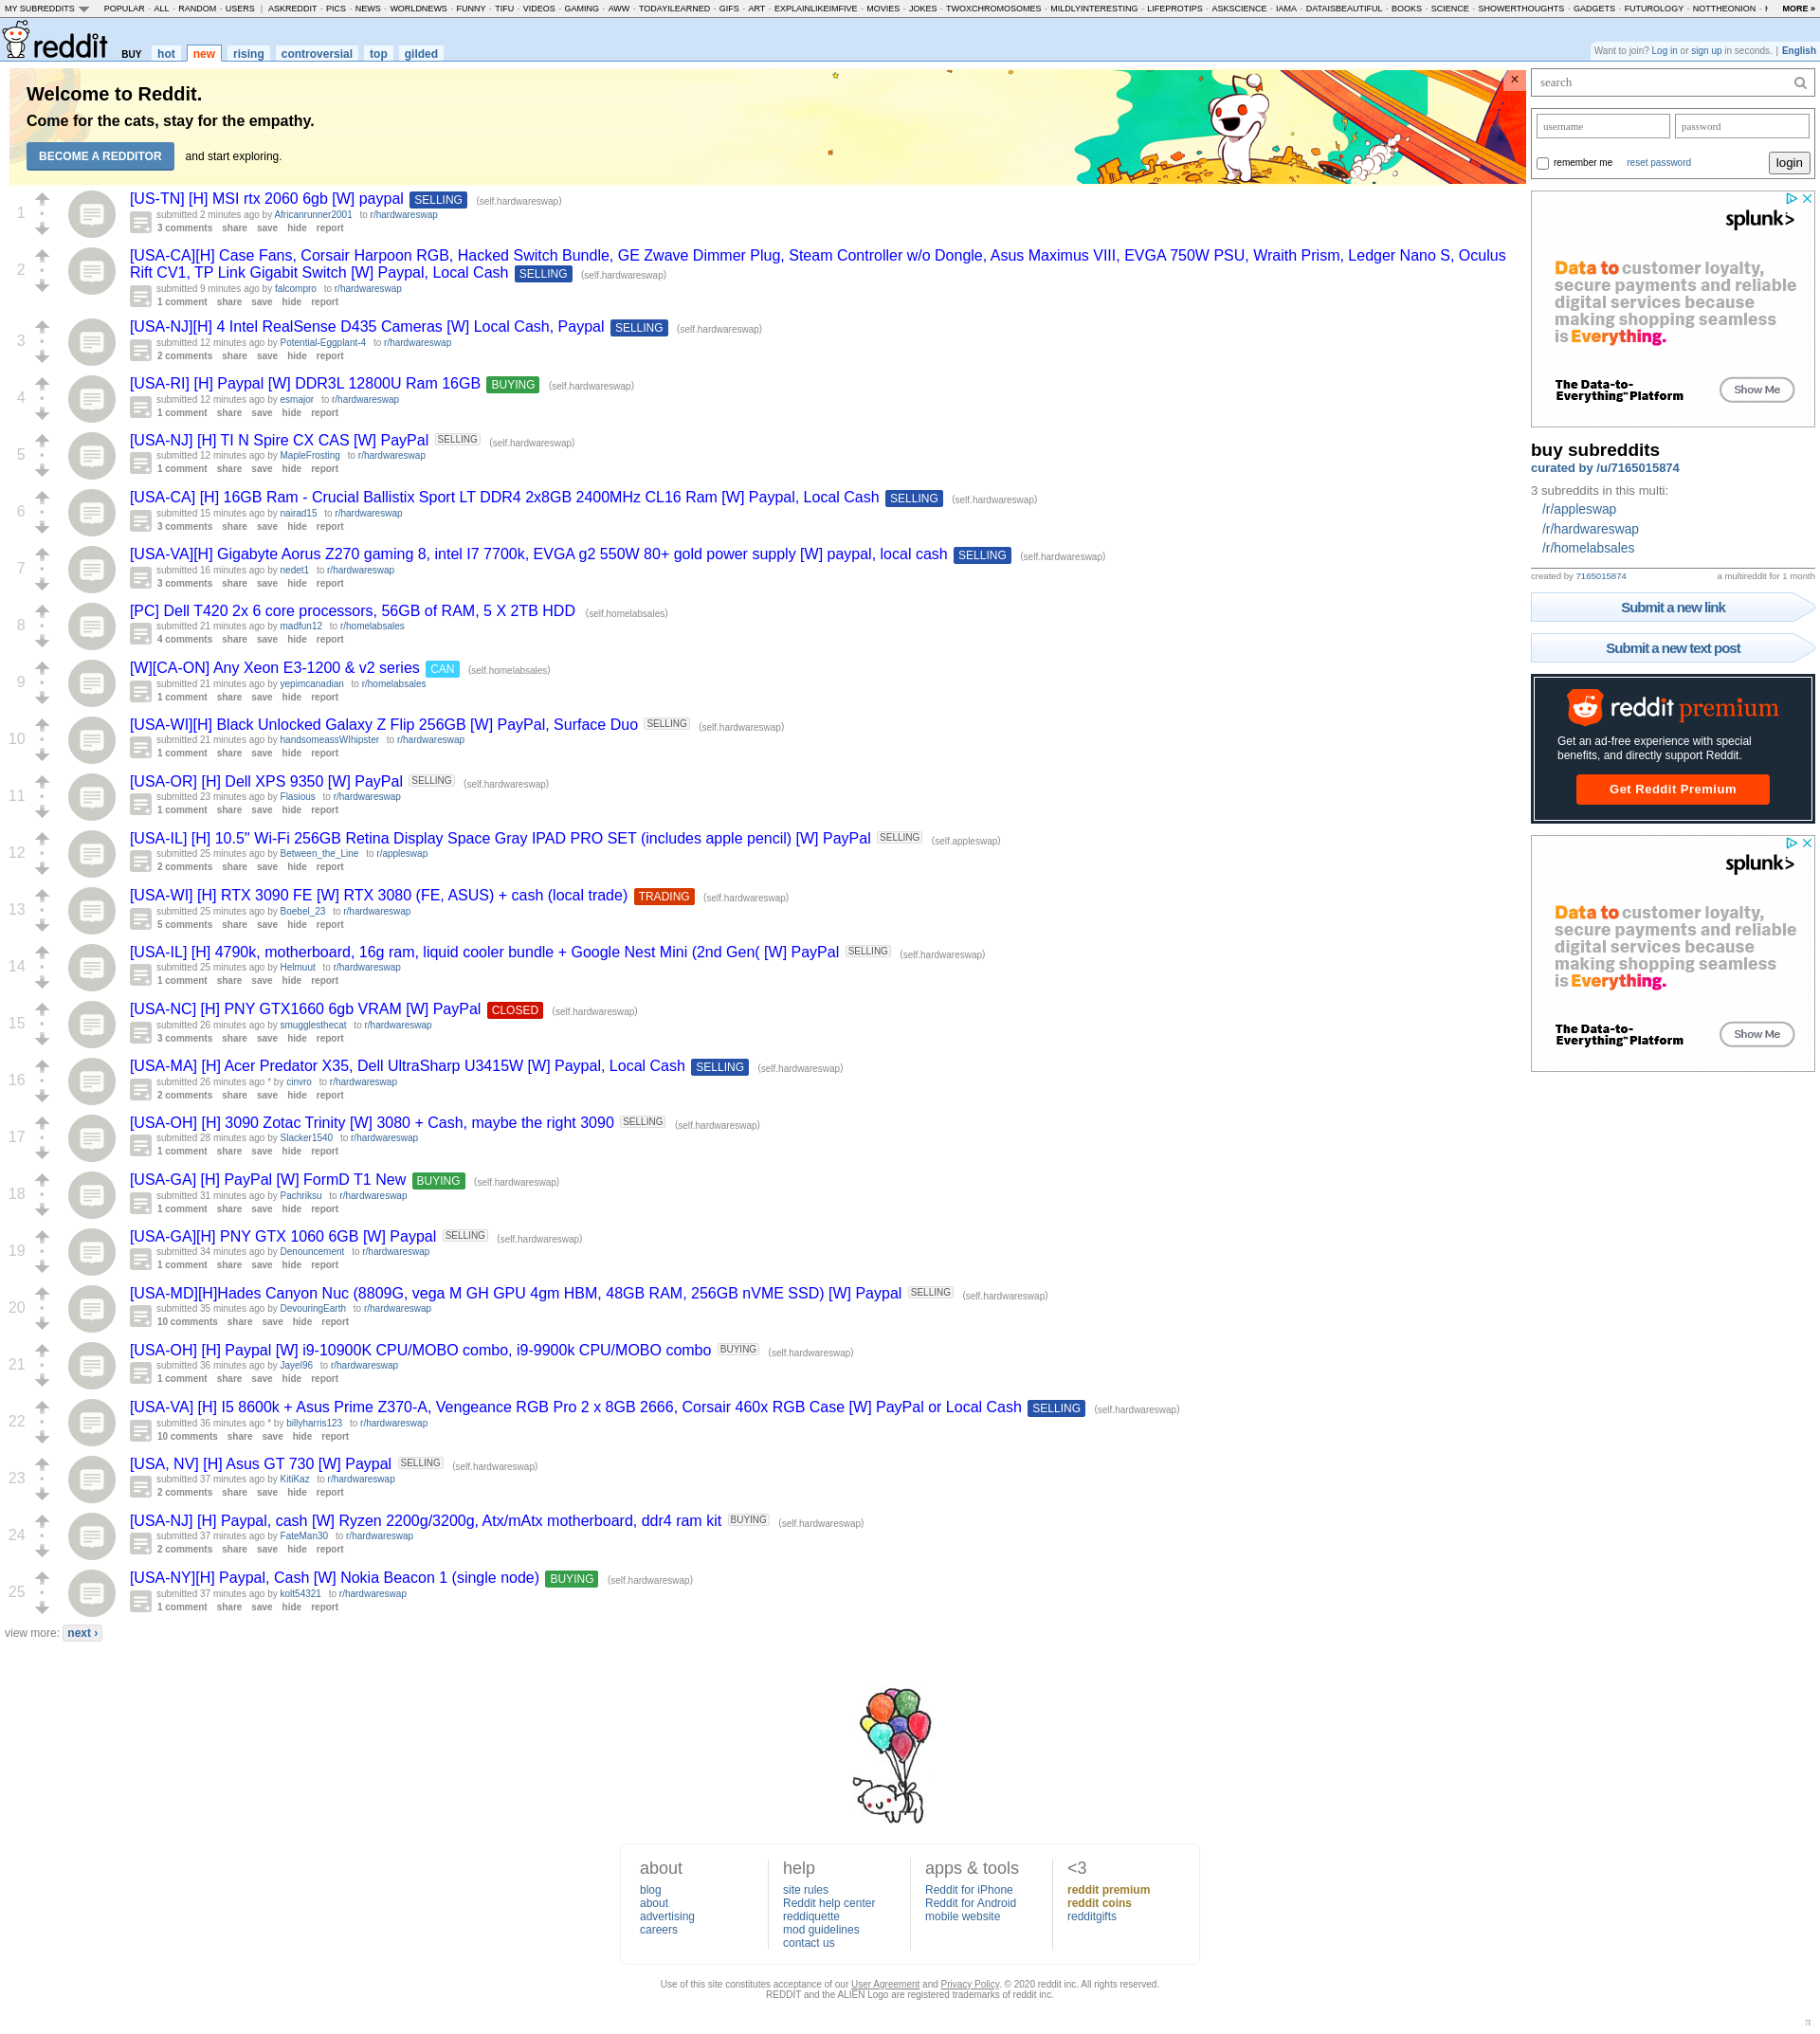 MY SUBREDDITS POPULAR - ALL - RANDOM - USERS | ASKREDDIT - PICS - NEWS - WORLDNEWS - FUNNY - TIFU - VIDEOS - GAMING - AWW - TODAYILEARNED - GIFS - ART - EXPLAINLIKEIMFIVE - MOVIES - JOKES - TWOXCHROMOSOMES - MILDLYINTERESTING - LIFEPROTIPS - ASKSCIENCE - IAMA - DATAISBEAUTIFUL - BOOKS - SCIENCE - SHOWERTHOUGHTS - GADGETS - FUTUROLOGY - NOTTHEONION - MORE »
reddit BUY hot new rising controversial top gilded
Want to join? Log in or sign up in seconds. | English
Welcome to Reddit.
Come for the cats, stay for the empathy.
BECOME A REDDITOR and start exploring.
×
1
[US-TN] [H] MSI rtx 2060 6gb [W] paypal SELLING (self.hardwareswap)
submitted 2 minutes ago by Africanrunner2001 to r/hardwareswap
3 comments share save hide report
2
[USA-CA][H] Case Fans, Corsair Harpoon RGB, Hacked Switch Bundle, GE Zwave Dimmer Plug, Steam Controller w/o Dongle, Asus Maximus VIII, EVGA 750W PSU, Wraith Prism, Ledger Nano S, Oculus
Rift CV1, TP Link Gigabit Switch [W] Paypal, Local Cash SELLING (self.hardwareswap)
submitted 9 minutes ago by falcompro to r/hardwareswap
1 comment share save hide report
3
[USA-NJ][H] 4 Intel RealSense D435 Cameras [W] Local Cash, Paypal SELLING (self.hardwareswap)
submitted 12 minutes ago by Potential-Eggplant-4 to r/hardwareswap
2 comments share save hide report
4
[USA-RI] [H] Paypal [W] DDR3L 12800U Ram 16GB BUYING (self.hardwareswap)
submitted 12 minutes ago by esmajor to r/hardwareswap
1 comment share save hide report
5
[USA-NJ] [H] TI N Spire CX CAS [W] PayPal SELLING (self.hardwareswap)
submitted 12 minutes ago by MapleFrosting to r/hardwareswap
1 comment share save hide report
6
[USA-CA] [H] 16GB Ram - Crucial Ballistix Sport LT DDR4 2x8GB 2400MHz CL16 Ram [W] Paypal, Local Cash SELLING (self.hardwareswap)
submitted 15 minutes ago by nairad15 to r/hardwareswap
3 comments share save hide report
7
[USA-VA][H] Gigabyte Aorus Z270 gaming 8, intel I7 7700k, EVGA g2 550W 80+ gold power supply [W] paypal, local cash SELLING (self.hardwareswap)
submitted 16 minutes ago by nedet1 to r/hardwareswap
3 comments share save hide report
8
[PC] Dell T420 2x 6 core processors, 56GB of RAM, 5 X 2TB HDD (self.homelabsales)
submitted 21 minutes ago by madfun12 to r/homelabsales
4 comments share save hide report
9
[W][CA-ON] Any Xeon E3-1200 & v2 series CAN (self.homelabsales)
submitted 21 minutes ago by yepimcanadian to r/homelabsales
1 comment share save hide report
10
[USA-WI][H] Black Unlocked Galaxy Z Flip 256GB [W] PayPal, Surface Duo SELLING (self.hardwareswap)
submitted 21 minutes ago by handsomeassWIhipster to r/hardwareswap
1 comment share save hide report
11
[USA-OR] [H] Dell XPS 9350 [W] PayPal SELLING (self.hardwareswap)
submitted 23 minutes ago by Flasious to r/hardwareswap
1 comment share save hide report
12
[USA-IL] [H] 10.5" Wi-Fi 256GB Retina Display Space Gray IPAD PRO SET (includes apple pencil) [W] PayPal SELLING (self.appleswap)
submitted 25 minutes ago by Between_the_Line to r/appleswap
2 comments share save hide report
13
[USA-WI] [H] RTX 3090 FE [W] RTX 3080 (FE, ASUS) + cash (local trade) TRADING (self.hardwareswap)
submitted 25 minutes ago by Boebel_23 to r/hardwareswap
5 comments share save hide report
14
[USA-IL] [H] 4790k, motherboard, 16g ram, liquid cooler bundle + Google Nest Mini (2nd Gen( [W] PayPal SELLING (self.hardwareswap)
submitted 25 minutes ago by Helmuut to r/hardwareswap
1 comment share save hide report
15
[USA-NC] [H] PNY GTX1660 6gb VRAM [W] PayPal CLOSED (self.hardwareswap)
submitted 26 minutes ago by smugglesthecat to r/hardwareswap
3 comments share save hide report
16
[USA-MA] [H] Acer Predator X35, Dell UltraSharp U3415W [W] Paypal, Local Cash SELLING (self.hardwareswap)
submitted 26 minutes ago * by cinvro to r/hardwareswap
2 comments share save hide report
17
[USA-OH] [H] 3090 Zotac Trinity [W] 3080 + Cash, maybe the right 3090 SELLING (self.hardwareswap)
submitted 28 minutes ago by Slacker1540 to r/hardwareswap
1 comment share save hide report
18
[USA-GA] [H] PayPal [W] FormD T1 New BUYING (self.hardwareswap)
submitted 31 minutes ago by Pachriksu to r/hardwareswap
1 comment share save hide report
19
[USA-GA][H] PNY GTX 1060 6GB [W] Paypal SELLING (self.hardwareswap)
submitted 34 minutes ago by Denouncement to r/hardwareswap
1 comment share save hide report
20
[USA-MD][H]Hades Canyon Nuc (8809G, vega M GH GPU 4gm HBM, 48GB RAM, 256GB nVME SSD) [W] Paypal SELLING (self.hardwareswap)
submitted 35 minutes ago by DevouringEarth to r/hardwareswap
10 comments share save hide report
21
[USA-OH] [H] Paypal [W] i9-10900K CPU/MOBO combo, i9-9900k CPU/MOBO combo BUYING (self.hardwareswap)
submitted 36 minutes ago by Jayel96 to r/hardwareswap
1 comment share save hide report
22
[USA-VA] [H] I5 8600k + Asus Prime Z370-A, Vengeance RGB Pro 2 x 8GB 2666, Corsair 460x RGB Case [W] PayPal or Local Cash SELLING (self.hardwareswap)
submitted 36 minutes ago * by billyharris123 to r/hardwareswap
10 comments share save hide report
23
[USA, NV] [H] Asus GT 730 [W] Paypal SELLING (self.hardwareswap)
submitted 37 minutes ago by KitiKaz to r/hardwareswap
2 comments share save hide report
24
[USA-NJ] [H] Paypal, cash [W] Ryzen 2200g/3200g, Atx/mAtx motherboard, ddr4 ram kit BUYING (self.hardwareswap)
submitted 37 minutes ago by FateMan30 to r/hardwareswap
2 comments share save hide report
25
[USA-NY][H] Paypal, Cash [W] Nokia Beacon 1 (single node) BUYING (self.hardwareswap)
submitted 37 minutes ago by kolt54321 to r/hardwareswap
1 comment share save hide report
view more: next ›
search
username password
remember me reset password login
splunk>
Data to customer loyalty,
secure payments and reliable
digital services because
making shopping seamless
is Everything.
The Data-to-
Everything™ Platform Show Me
buy subreddits
curated by /u/7165015874
3 subreddits in this multi:
/r/appleswap
/r/hardwareswap
/r/homelabsales
created by 7165015874 a multireddit for 1 month
Submit a new link
Submit a new text post
reddit premium
Get an ad-free experience with special
benefits, and directly support Reddit.
Get Reddit Premium
splunk>
Data to customer loyalty,
secure payments and reliable
digital services because
making shopping seamless
is Everything.
The Data-to-
Everything™ Platform Show Me
about
blog
about
advertising
careers
help
site rules
Reddit help center
reddiquette
mod guidelines
contact us
apps & tools
Reddit for iPhone
Reddit for Android
mobile website
<3
reddit premium
reddit coins
redditgifts
Use of this site constitutes acceptance of our User Agreement and Privacy Policy. © 2020 reddit inc. All rights reserved.
REDDIT and the ALIEN Logo are registered trademarks of reddit inc.
π